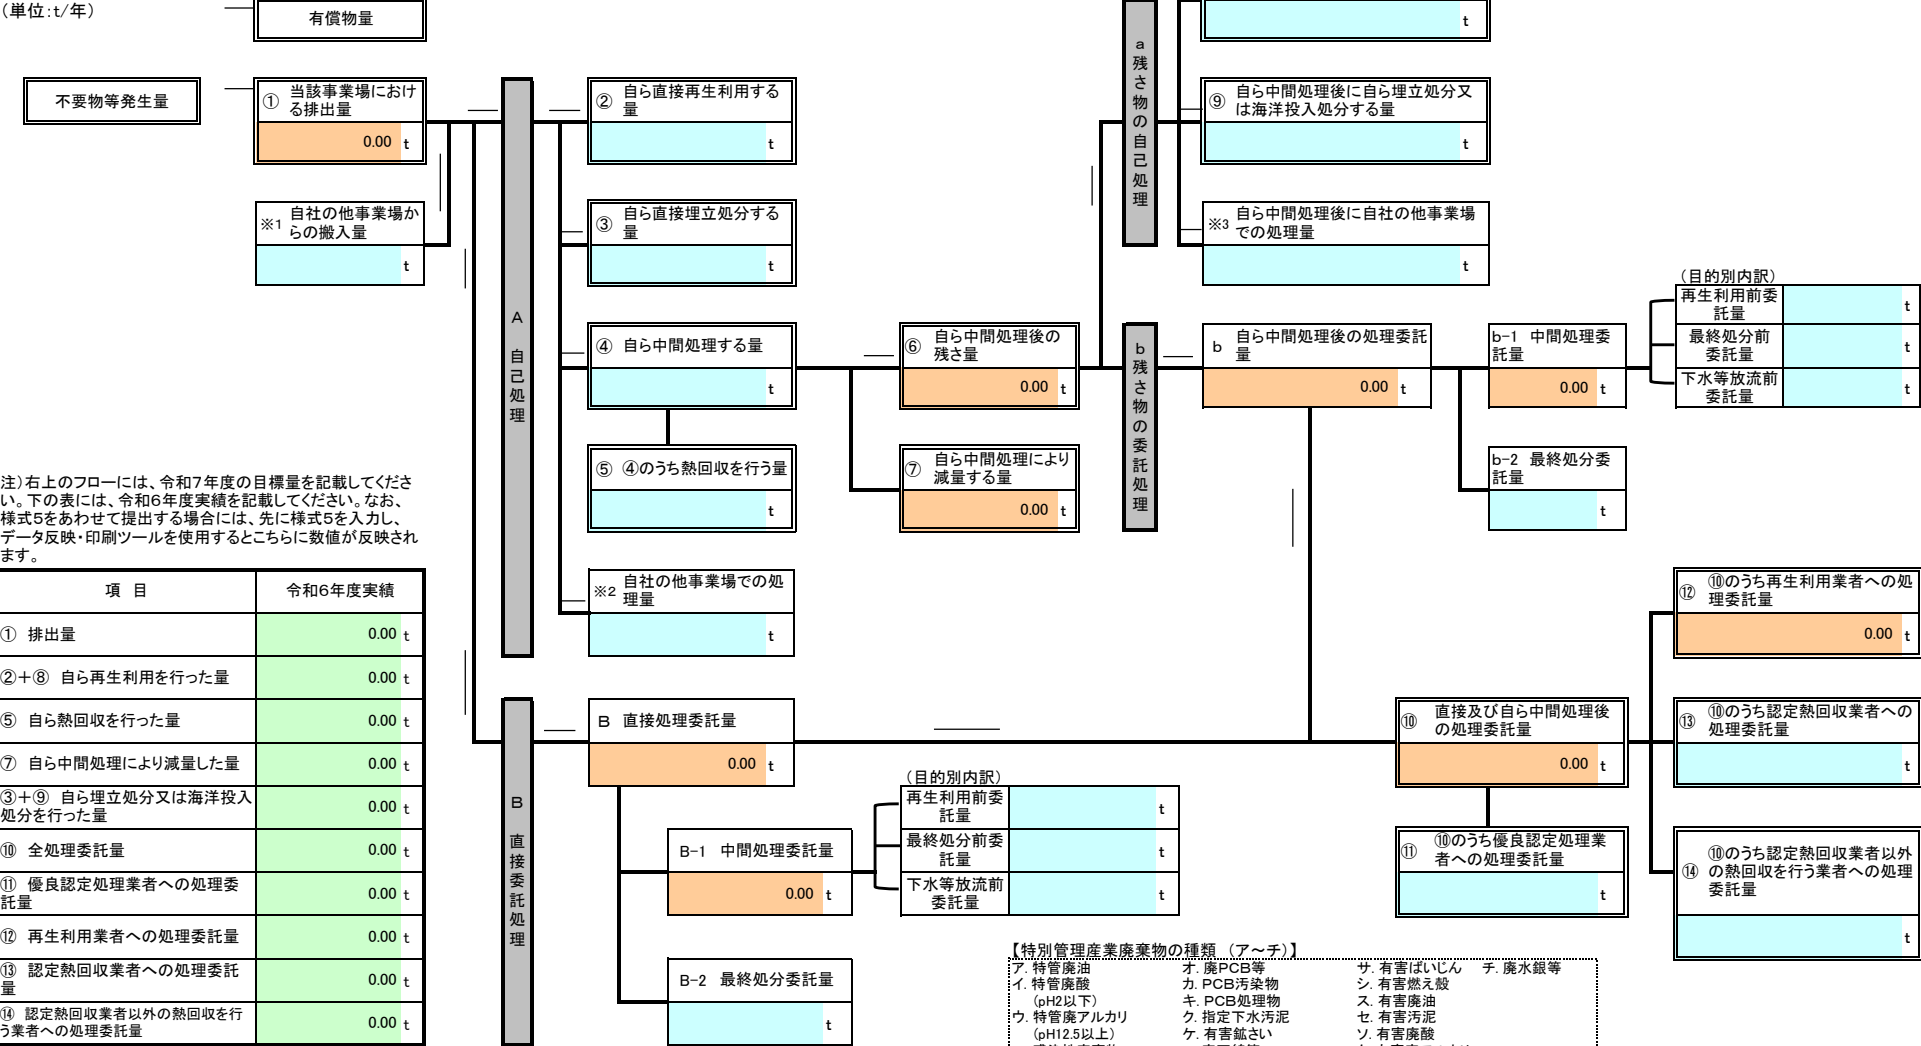 （単位:t/年）
有償物量
t
不要物等発生量
① 当該事業場におけ
る排出量
0.00 t
※1 自社の他事業場か
らの搬入量
t
A
自己処理
② 自ら直接再生利用する
量
t
③ 自ら直接埋立処分する
量
t
④ 自ら中間処理する量
t
⑤ ④のうち熱回収を行う量
t
※2 自社の他事業場での処
理量
t
⑥ 自ら中間処理後の
残さ量
0.00 t
⑦ 自ら中間処理により
減量する量
0.00 t
a
残さ物の自己処理
⑨ 自ら中間処理後に自ら埋立処分又
は海洋投入処分する量
t
※3 自ら中間処理後に自社の他事業場
での処理量
t
b
残さ物の委託処理
b 自ら中間処理後の処理委託
量
0.00 t
b-1 中間処理委
託量
0.00 t
（目的別内訳）
再生利用前委
託量
t
最終処分前
委託量
t
下水等放流前
委託量
t
b-2 最終処分委
託量
t
注）右上のフローには、令和7年度の目標量を記載してくださ
い。下の表には、令和6年度実績を記載してください。なお、
様式5をあわせて提出する場合には、先に様式5を入力し、
データ反映・印刷ツールを使用するとこちらに数値が反映され
ます。
項 目 令和6年度実績
① 排出量 0.00 t
②＋⑧ 自ら再生利用を行った量 0.00 t
⑤ 自ら熱回収を行った量 0.00 t
⑦ 自ら中間処理により減量した量 0.00 t
③＋⑨ 自ら埋立処分又は海洋投入
処分を行った量 0.00 t
⑩ 全処理委託量 0.00 t
⑪ 優良認定処理業者への処理委
託量 0.00 t
⑫ 再生利用業者への処理委託量 0.00 t
⑬ 認定熱回収業者への処理委託
量 0.00 t
⑭ 認定熱回収業者以外の熱回収を行
う業者への処理委託量 0.00 t
B
直接委託処理
B 直接処理委託量
0.00 t
B-1 中間処理委託量
0.00 t
（目的別内訳）
再生利用前委
託量
t
最終処分前委
託量
t
下水等放流前
委託量
t
B-2 最終処分委託量
t
⑩ 直接及び自ら中間処理後
の処理委託量
0.00 t
⑪ ⑩のうち優良認定処理業
者への処理委託量
t
⑫ ⑩のうち再生利用業者への処
理委託量
0.00 t
⑬ ⑩のうち認定熱回収業者への
処理委託量
t
⑭ ⑩のうち認定熱回収業者以外
の熱回収を行う業者への処理
委託量
t
【特別管理産業廃棄物の種類 （ア～チ）】
ア. 特管廃油 オ. 廃PCB等 サ. 有害ばいじん チ. 廃水銀等
イ. 特管廃酸 カ. PCB汚染物 シ. 有害燃え殻
（pH2以下） キ. PCB処理物 ス. 有害廃油
ウ. 特管廃アルカリ ク. 指定下水汚泥 セ. 有害汚泥
（pH12.5以上） ケ. 有害鉱さい ソ. 有害廃酸